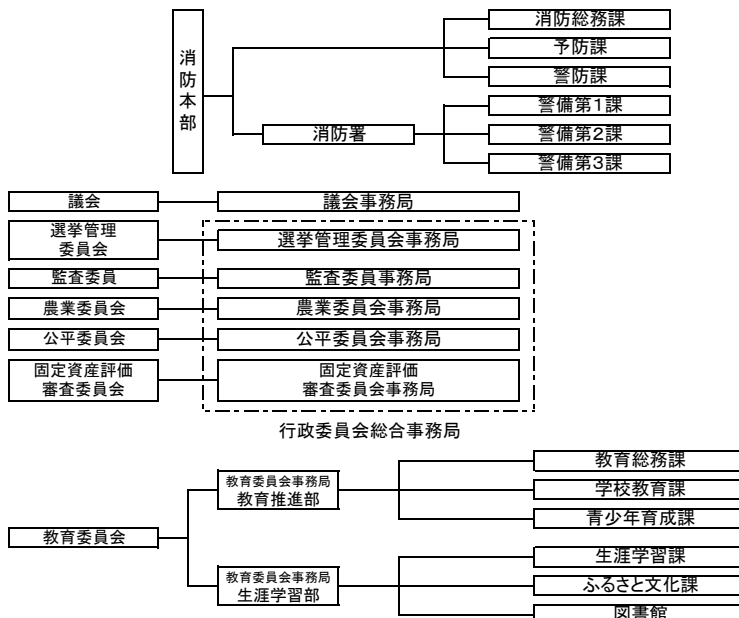 消防本部
消防総務課
予防課
警防課
消防署
警備第1課
警備第2課
警備第3課
議会
議会事務局
選挙管理
委員会
選挙管理委員会事務局
監査委員
監査委員事務局
農業委員会
農業委員会事務局
公平委員会
公平委員会事務局
固定資産評価
審査委員会
固定資産評価
審査委員会事務局
行政委員会総合事務局
教育委員会
教育委員会事務局
教育推進部
教育総務課
学校教育課
青少年育成課
教育委員会事務局
生涯学習部
生涯学習課
ふるさと文化課
図書館